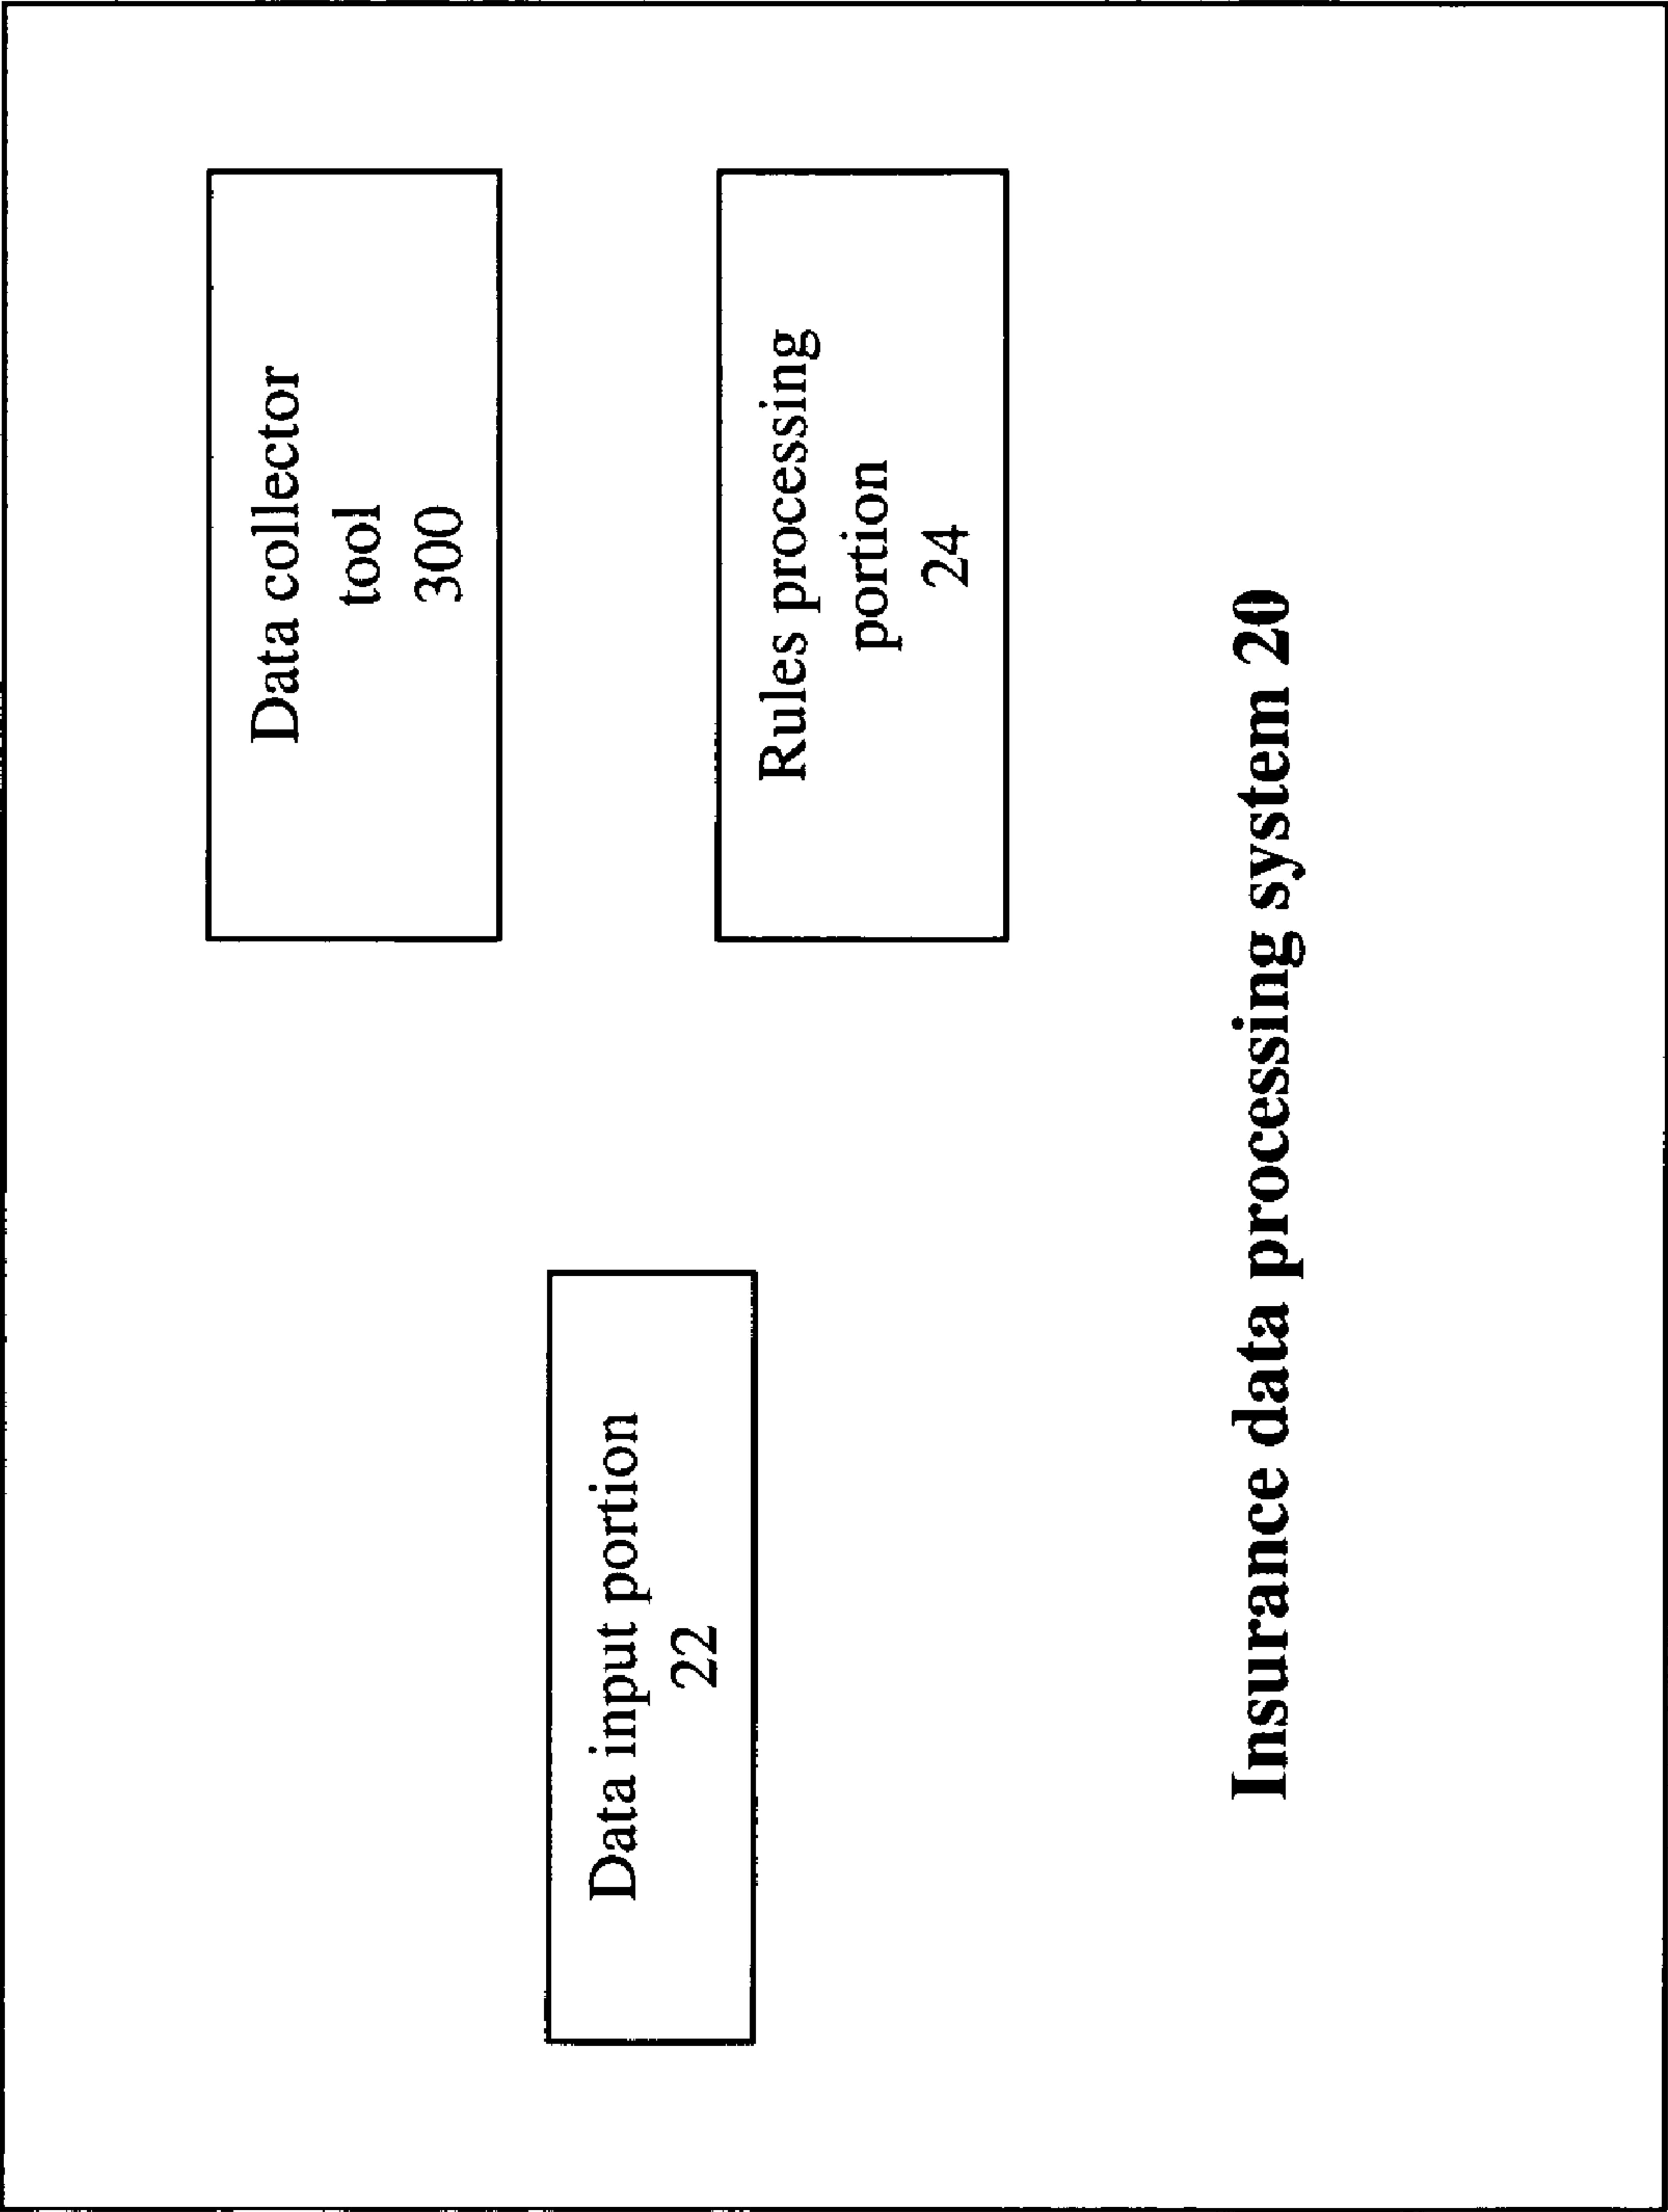 Data collector
tool
300
Data input portion
22
Rules processing
portion
24
Insurance data processing system 20